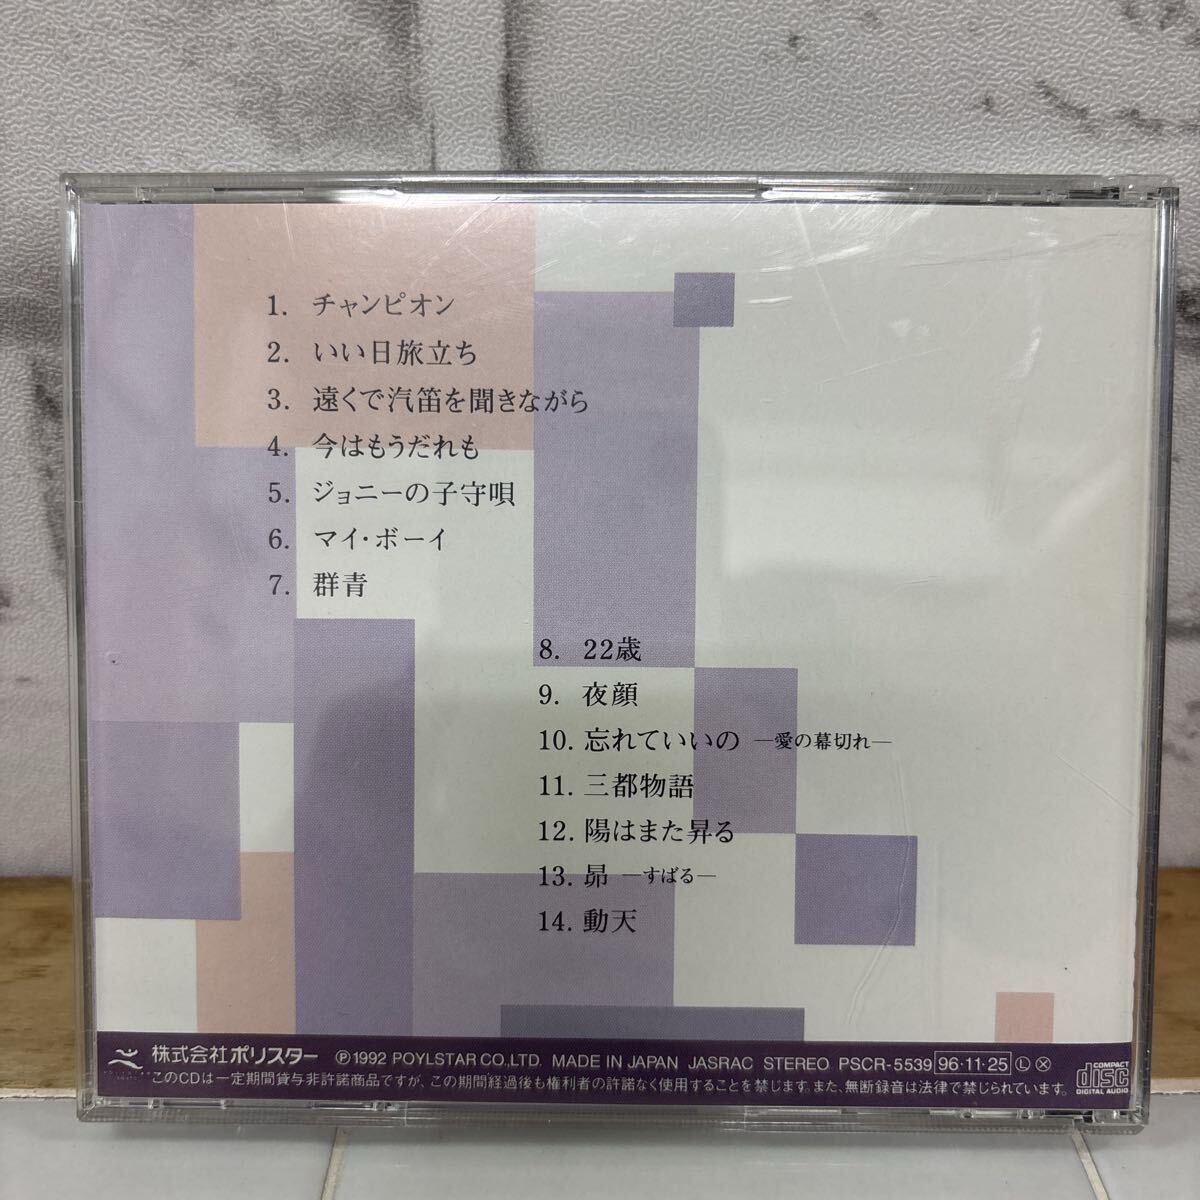 1. チャンピオン
2. いい日旅立ち
3. 遠くで汽笛を聞きながら
4. 今はもうだれも
5. ジョニーの子守唄
6. マイ・ボーイ
7. 群青
8. 22歳
9. 夜顔
10. 忘れていいの —愛の幕切れ—
11. 三都物語
12. 陽はまた昇る
13. 昴 —すばる—
14. 動天
株式会社ポリスター ℗1992 POYLSTAR CO.,LTD. MADE IN JAPAN JASRAC STEREO PSCR-5539 96・11・25 Ⓛ Ⓧ
このCDは一定期間貸与非許諾商品ですが、この期間経過後も権利者の許諾なく使用することを禁じます。また、無断録音は法律で禁じられています。
COMPACT
disc
DIGITAL AUDIO